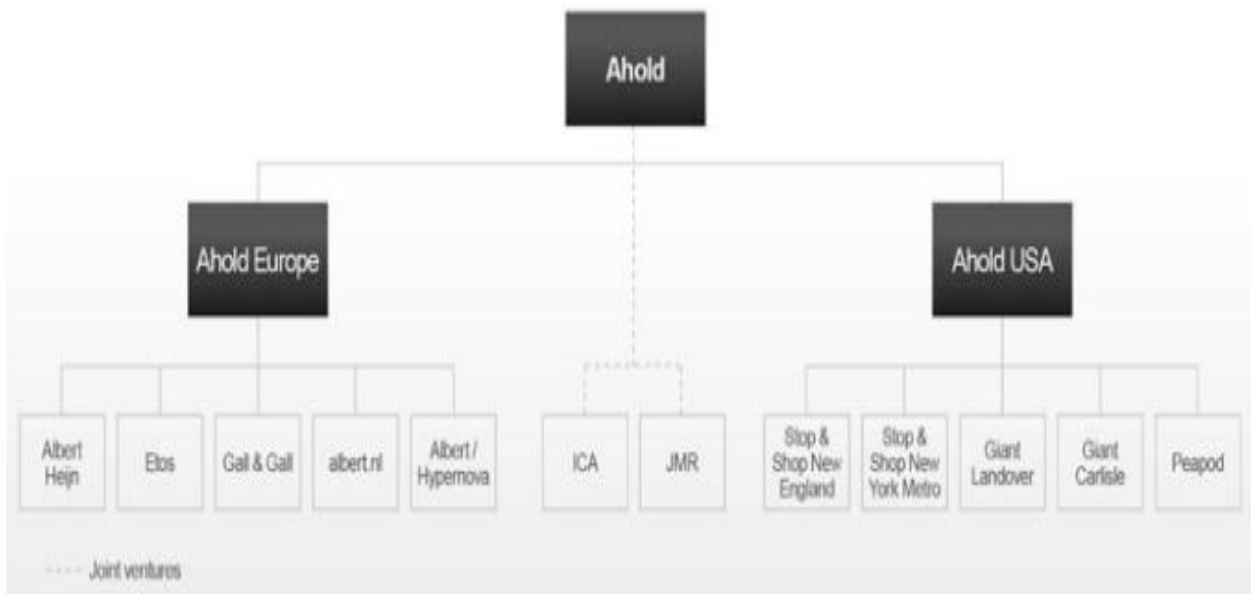 Ahold
Ahold Europe
Ahold USA
Albert
Heijn
Etos
Gall & Gall
albert.nl
Albert /
Hypernova
ICA
JMR
Stop &
Shop New
England
Stop &
Shop New
York Metro
Giant
Landover
Giant
Carlisle
Peapod
Joint ventures